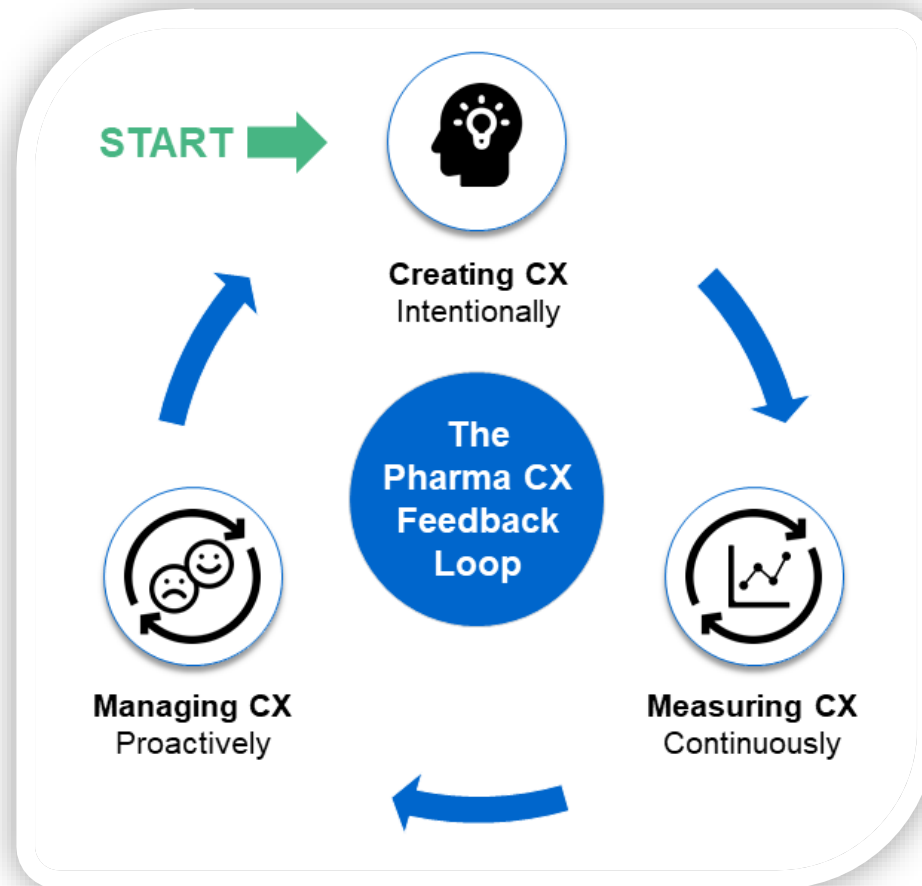 START
Creating CX
Intentionally
The
Pharma CX
Feedback
Loop
Managing CX
Proactively
Measuring CX
Continuously